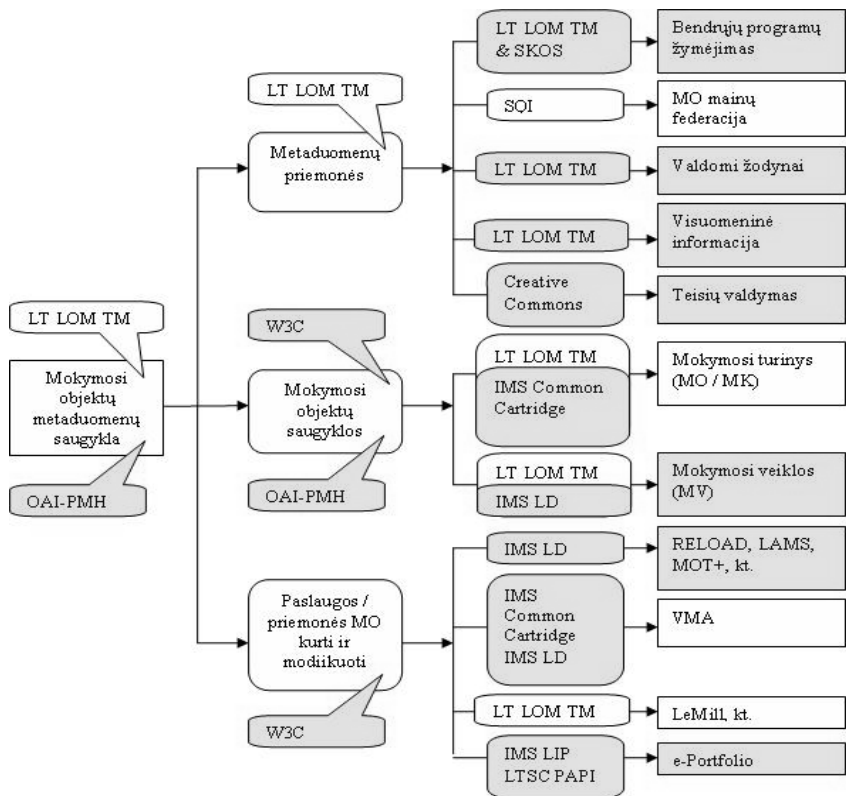 LT LOM TM
& SKOS
Bendrųjų programų
žymėjimas
LT LOM TM
SQI
MO mainų
federacija
Metaduomenų
priemonės
LT LOM TM
Valdomi žodynai
LT LOM TM
Visuomeninė
informacija
Creative
Commons
Teisių valdymas
LT LOM TM
Mokymosi
objektų
metaduomenų
saugykla
OAI-PMH
W3C
Mokymosi
objektų
saugyklos
OAI-PMH
LT LOM TM
IMS Common
Cartridge
Mokymosi turinys
(MO / MK)
LT LOM TM
IMS LD
Mokymosi veiklos
(MV)
Paslaugos /
priemonės MO
kurti ir
modiikuoti
W3C
IMS LD
RELOAD, LAMS,
MOT+, kt.
IMS
Common
Cartridge
IMS LD
VMA
LT LOM TM
LeMill, kt.
IMS LIP
LTSC PAPI
e-Portfolio